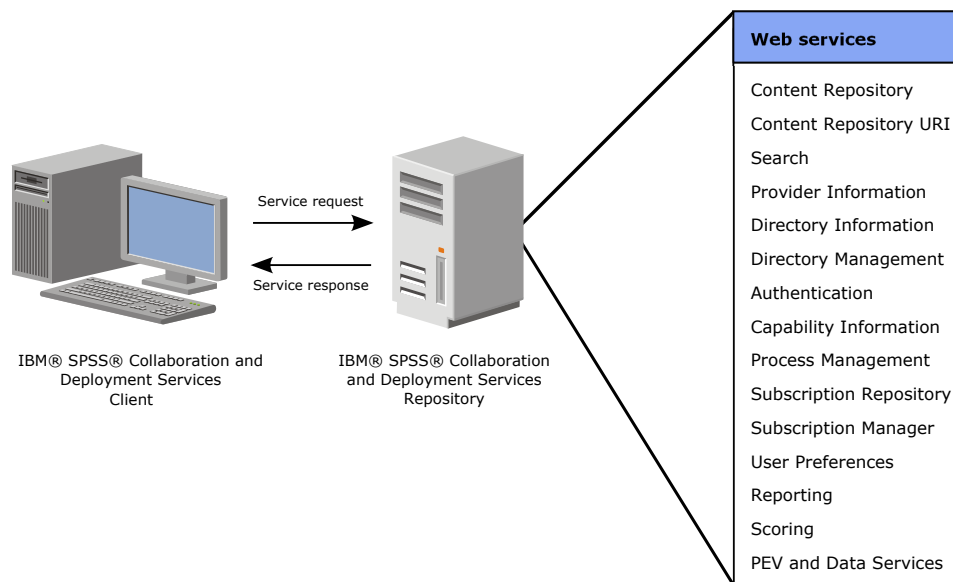 Web services
Content Repository
Content Repository URI
Search
Provider Information
Directory Information
Directory Management
Authentication
Capability Information
Process Management
Subscription Repository
Subscription Manager
User Preferences
Reporting
Scoring
PEV and Data Services
Service request
Service response
IBM® SPSS® Collaboration and
Deployment Services
Client
IBM® SPSS® Collaboration
and Deployment Services
Repository